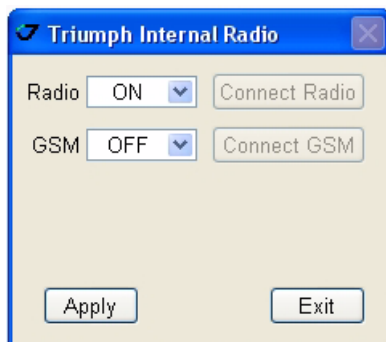 Triumph Internal Radio
Radio ON Connect Radio
GSM OFF Connect GSM
Apply Exit